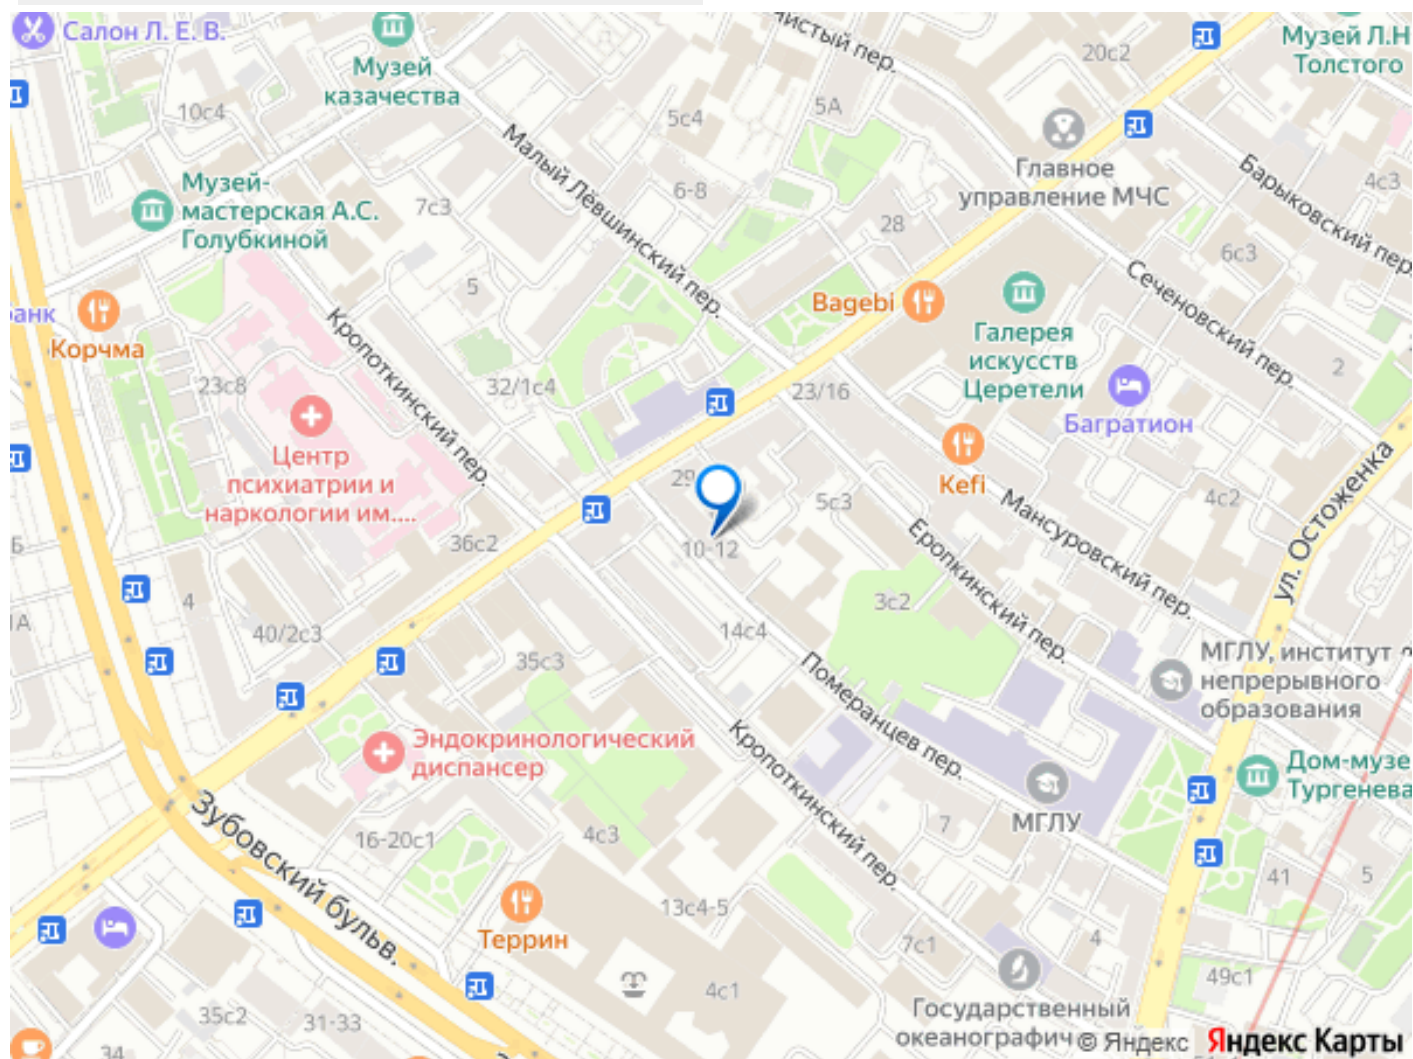 Салон Л. Е. В.
Музей
казачества
Чистый пер.
20с2
Музей Л.Н
Толстого
10с4
5с4
5А
Главное
управление МЧС
Малый Лёвшинский пер.
Барыковский пер.
4с3
Музей-
мастерская А.С.
Голубкиной
7с3
6-8
28
6с3
Сеченовский пер.
анк
Корчма
5
Кропоткинский пер.
Bagebi
Галерея
искусств
Церетели
23с8
32/1с4
23/16
2
Багратион
Центр
психиатрии и
наркологии им....
29
Kefi
5с3
4с2
ул. Остоженка
Мансуровский пер.
Еропкинский пер.
Б
36с2
10-12
4
1А
40/2с3
3с2
14с4
35с3
Померанцев пер.
МГЛУ, институт
непрерывного
образования
Эндокринологический
диспансер
Кропоткинский пер.
Дом-музе
Тургенева
МГЛУ
Зубовский бульв.
16-20с1
4с3
7
41
5
Террин
13с4-5
7с1
4
49с1
4с1
35с2
31-33
34
Государственный
океанографич
© Яндекс Яндекс Карты